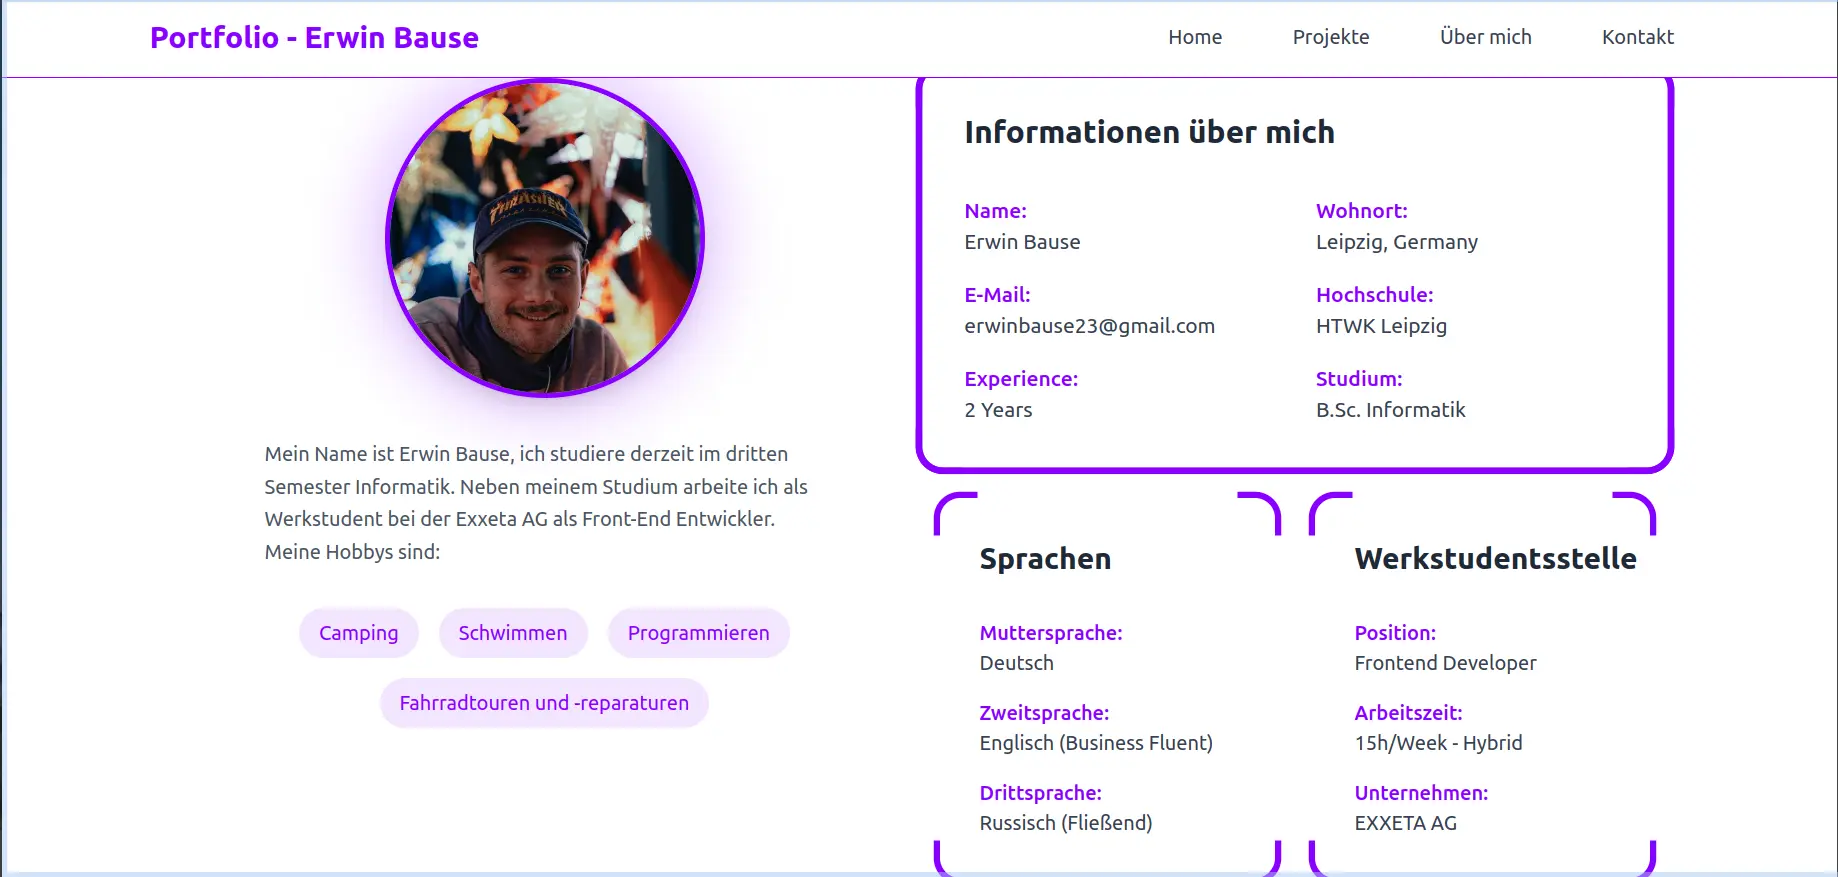 Portfolio - Erwin Bause
Home
Projekte
Über mich
Kontakt
THRASHER
Mein Name ist Erwin Bause, ich studiere derzeit im dritten
Semester Informatik. Neben meinem Studium arbeite ich als
Werkstudent bei der Exxeta AG als Front-End Entwickler.
Meine Hobbys sind:
Camping
Schwimmen
Programmieren
Fahrradtouren und -reparaturen
Informationen über mich
Name:
Erwin Bause
Wohnort:
Leipzig, Germany
E-Mail:
erwinbause23@gmail.com
Hochschule:
HTWK Leipzig
Experience:
2 Years
Studium:
B.Sc. Informatik
Sprachen
Muttersprache:
Deutsch
Zweitsprache:
Englisch (Business Fluent)
Drittsprache:
Russisch (Fließend)
Werkstudentsstelle
Position:
Frontend Developer
Arbeitszeit:
15h/Week - Hybrid
Unternehmen:
EXXETA AG